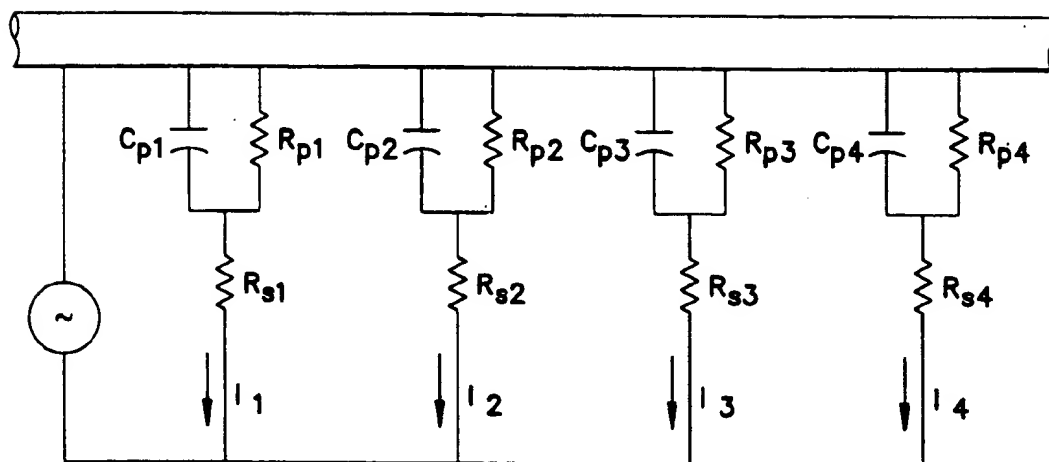 Cp1 Rp1 Cp2 Rp2 Cp3 Rp3 Cp4 Rp4
Rs1 Rs2 Rs3 Rs4
~
I1 I2 I3 I4